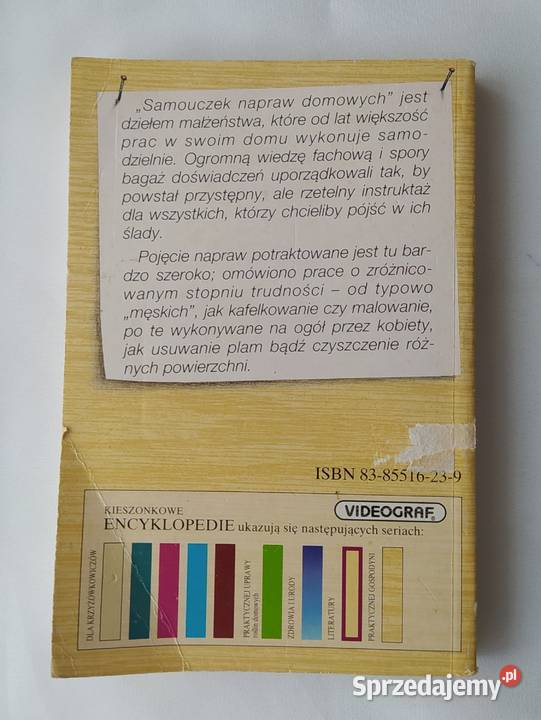 „Samouczek napraw domowych” jest
dziełem małżeństwa, które od lat większość
prac w swoim domu wykonuje samo-
dzielnie. Ogromną wiedzę fachową i spory
bagaż doświadczeń uporządkowali tak, by
powstał przystępny, ale rzetelny instruktaż
dla wszystkich, którzy chcieliby pójść w ich
ślady.
Pojęcie napraw potraktowane jest tu bar-
dzo szeroko; omówiono prace o zróżnico-
wanym stopniu trudności – od typowo
„męskich”, jak kafelkowanie czy malowanie,
po te wykonywane na ogół przez kobiety,
jak usuwanie plam bądź czyszczenie róż-
nych powierzchni.
ISBN 83-85516-23-9
KIESZONKOWE
VIDEOGRAF
ENCYKLOPEDIE ukazują się następujących seriach:
DLA KRZYŻÓWKOWICZÓW
PRAKTYCZNEJ UPRAWY
roślin domowych
ZDROWIA I URODY
LITERATURY
PRAKTYCZNEJ GOSPODYNI
Sprzedajemy.pl